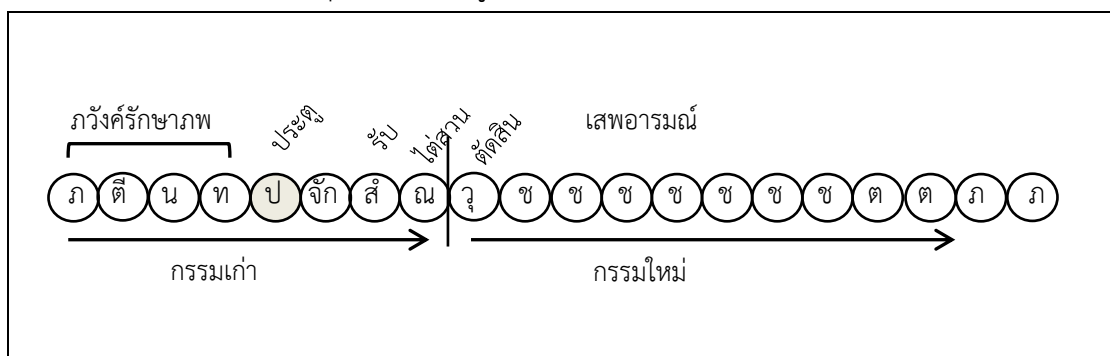 ภวังค์รักษาภพ ประตู รับ ไต่สวน ตัดสิน เสพอารมณ์
ภ ตี น ท ป จัก สํ ณ วุ ช ช ช ช ช ช ช ต ต ภ ภ
กรรมเก่า กรรมใหม่